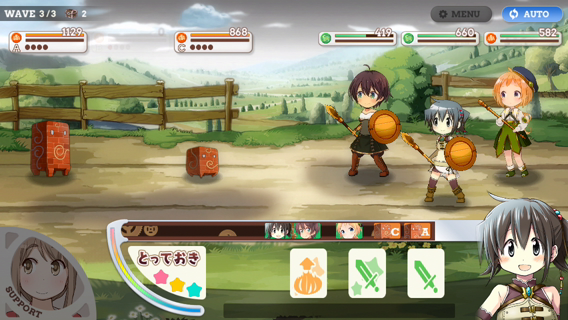 WAVE 3/3 2
MENU
AUTO
1129
A
868
C
419
660
582
C
A
とっておき
SUPPORT